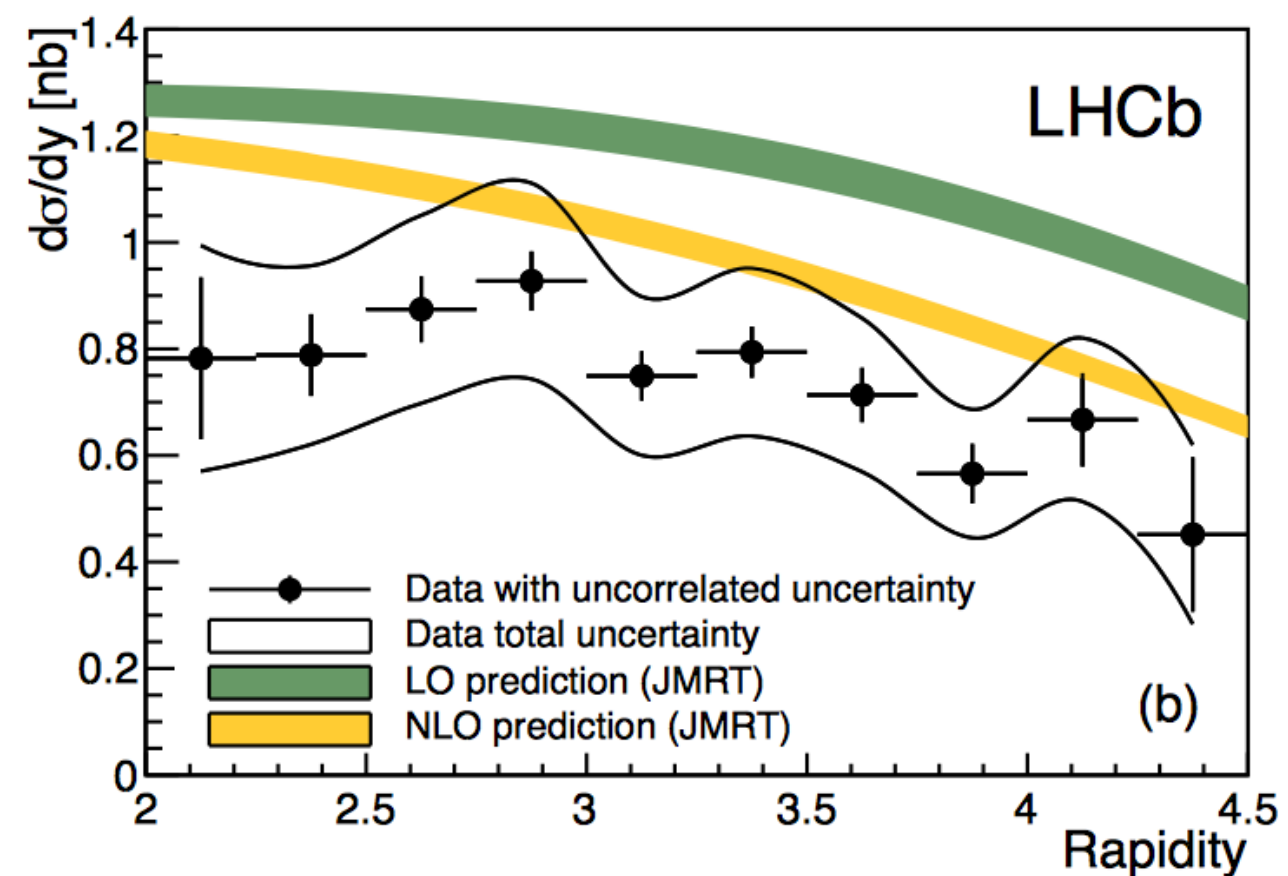 dσ/dy [nb]
1.4
1.2
1
0.8
0.6
0.4
0.2
0
LHCb
Data with uncorrelated uncertainty
Data total uncertainty
LO prediction (JMRT)
NLO prediction (JMRT)
(b)
2 2.5 3 3.5 4 4.5
Rapidity